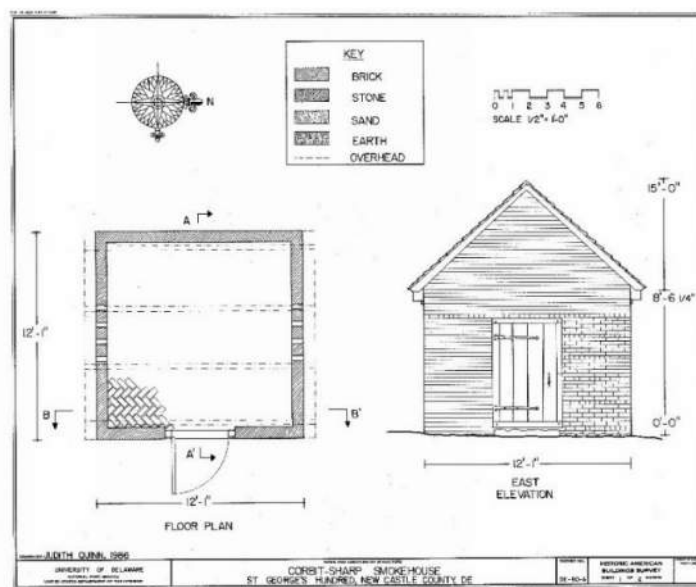 N
KEY
BRICK
STONE
SAND
EARTH
OVERHEAD
0 1 2 3 4 5 6
SCALE 1/2" = 1'-0"
A
12'-1"
B
B'
A'
12'-1"
FLOOR PLAN
15'-0"
8'-6 1/4"
0'-0"
12'-1"
EAST
ELEVATION
JUDITH QUINN, 1986
UNIVERSITY OF DELAWARE
CORBIT-SHARP SMOKEHOUSE
ST. GEORGE'S HUNDRED, NEW CASTLE COUNTY, DE
HISTORIC AMERICAN
BUILDINGS SURVEY